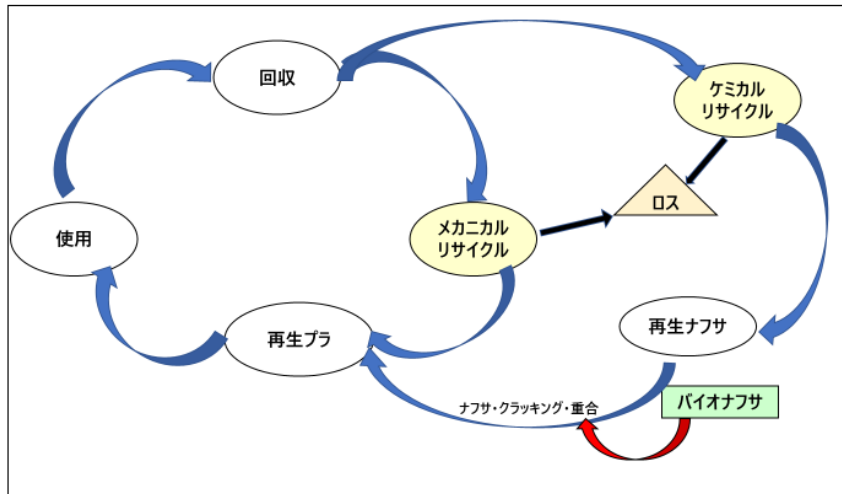 回収
ケミカル
リサイクル
ロス
使用
メカニカル
リサイクル
再生プラ
再生ナフサ
ナフサ・クラッキング・重合
バイオナフサ